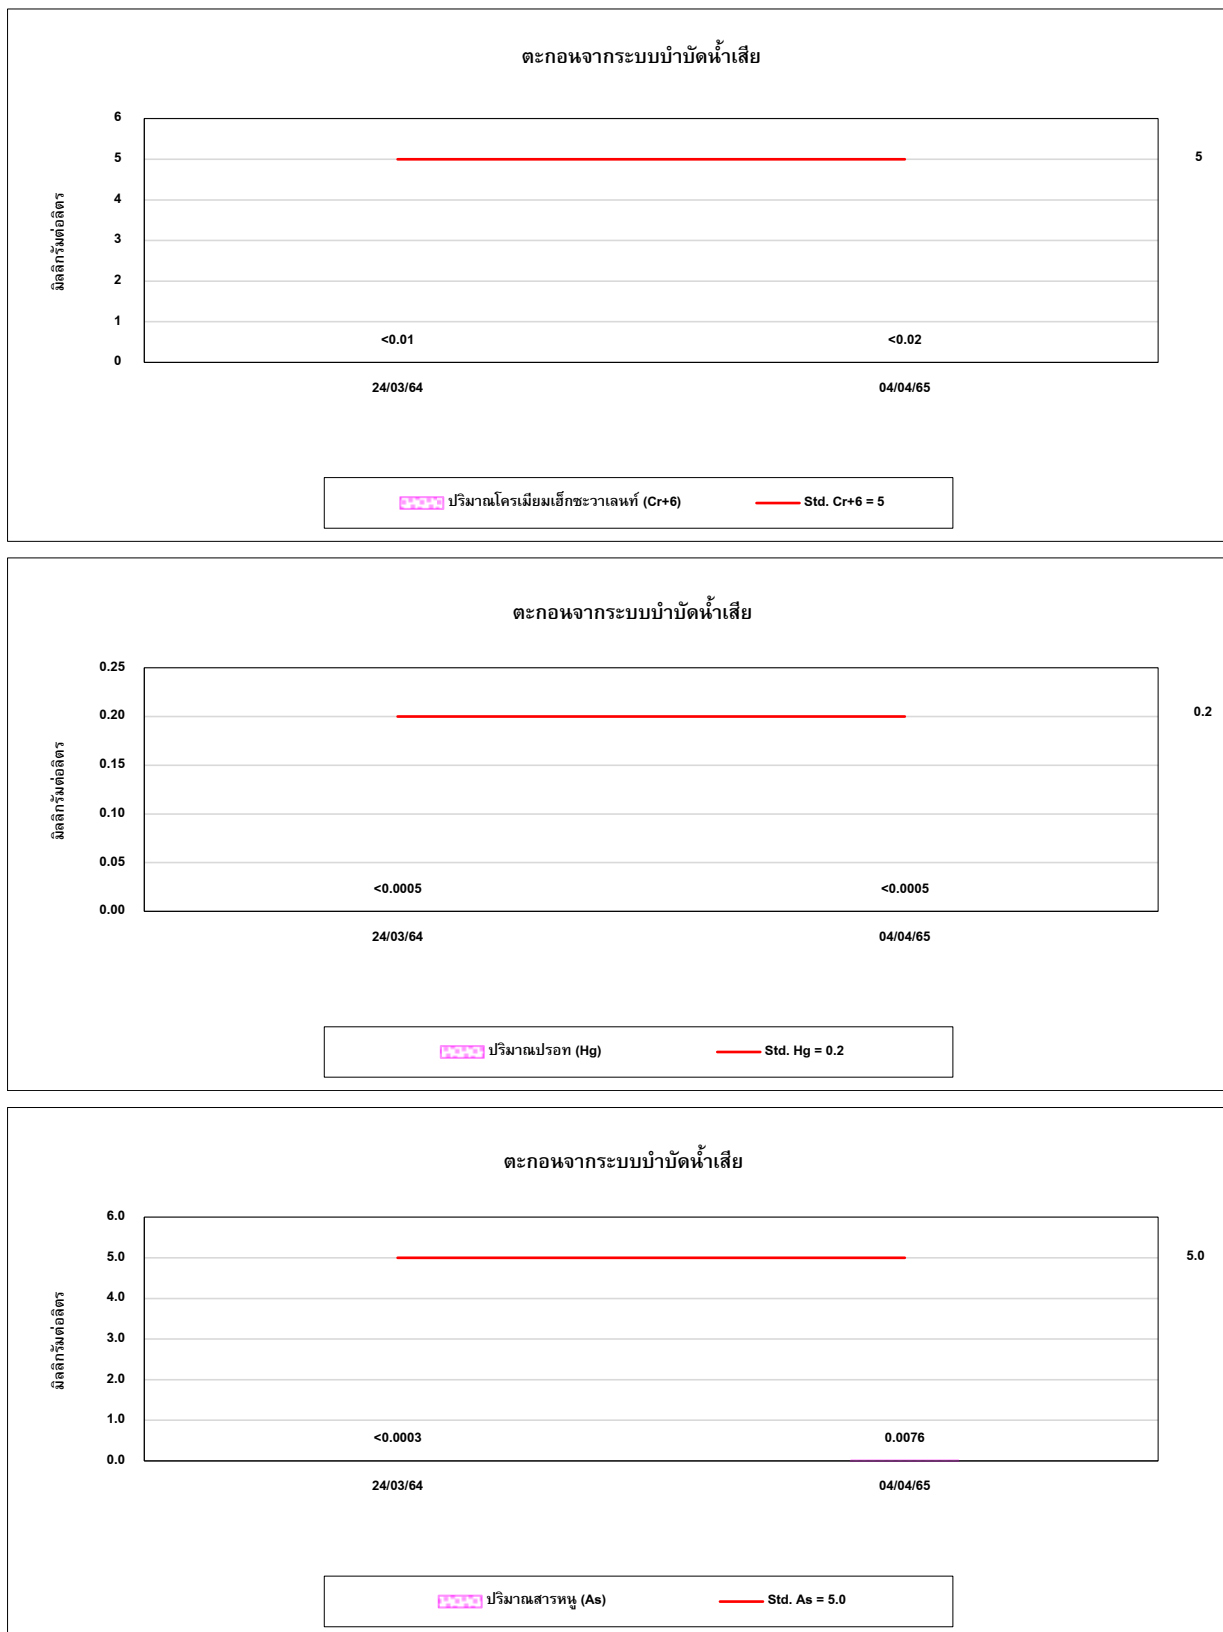 ตะกอนจากระบบบำบัดน้ำเสีย
มิลลิกรัมต่อลิตร
6
5
4
3
2
1
0
5
<0.01
<0.02
24/03/64
04/04/65
ปริมาณโครเมียมเฮ็กซะวาเลนท์ (Cr+6)
Std. Cr+6 = 5
ตะกอนจากระบบบำบัดน้ำเสีย
มิลลิกรัมต่อลิตร
0.25
0.20
0.15
0.10
0.05
0.00
0.2
<0.0005
<0.0005
24/03/64
04/04/65
ปริมาณปรอท (Hg)
Std. Hg = 0.2
ตะกอนจากระบบบำบัดน้ำเสีย
มิลลิกรัมต่อลิตร
6.0
5.0
4.0
3.0
2.0
1.0
0.0
5.0
<0.0003
0.0076
24/03/64
04/04/65
ปริมาณสารหนู (As)
Std. As = 5.0